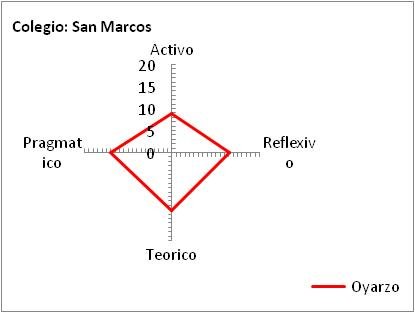 Colegio: San Marcos
Activo
20
15
10
5
0
Pragmat
ico
Reflexiv
o
Teorico
Oyarzo